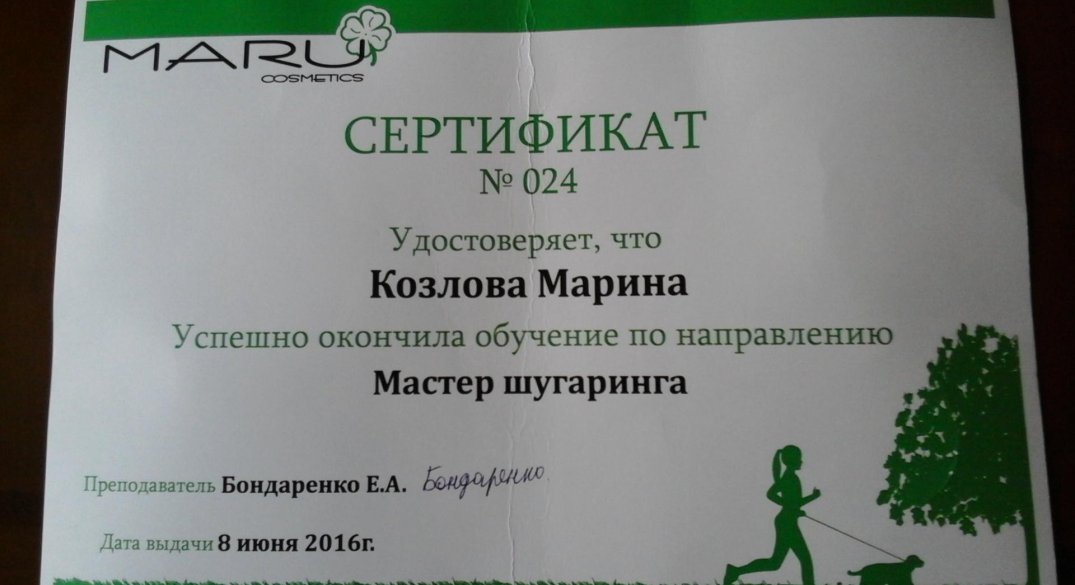 MARU
COSMETICS
СЕРТИФИКАТ
№ 024
Удостоверяет, что
Козлова Марина
Успешно окончила обучение по направлению
Мастер шугаринга
Преподаватель Бондаренко Е.А. Бондаренко
Дата выдачи 8 июня 2016г.